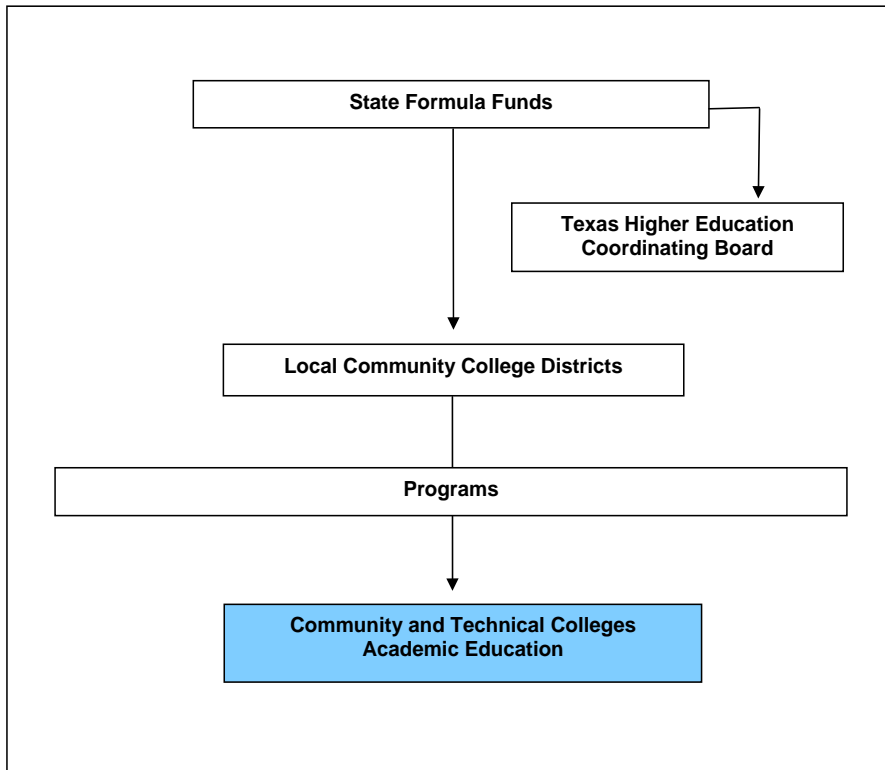 State Formula Funds
Texas Higher Education
Coordinating Board
Local Community College Districts
Programs
Community and Technical Colleges
Academic Education